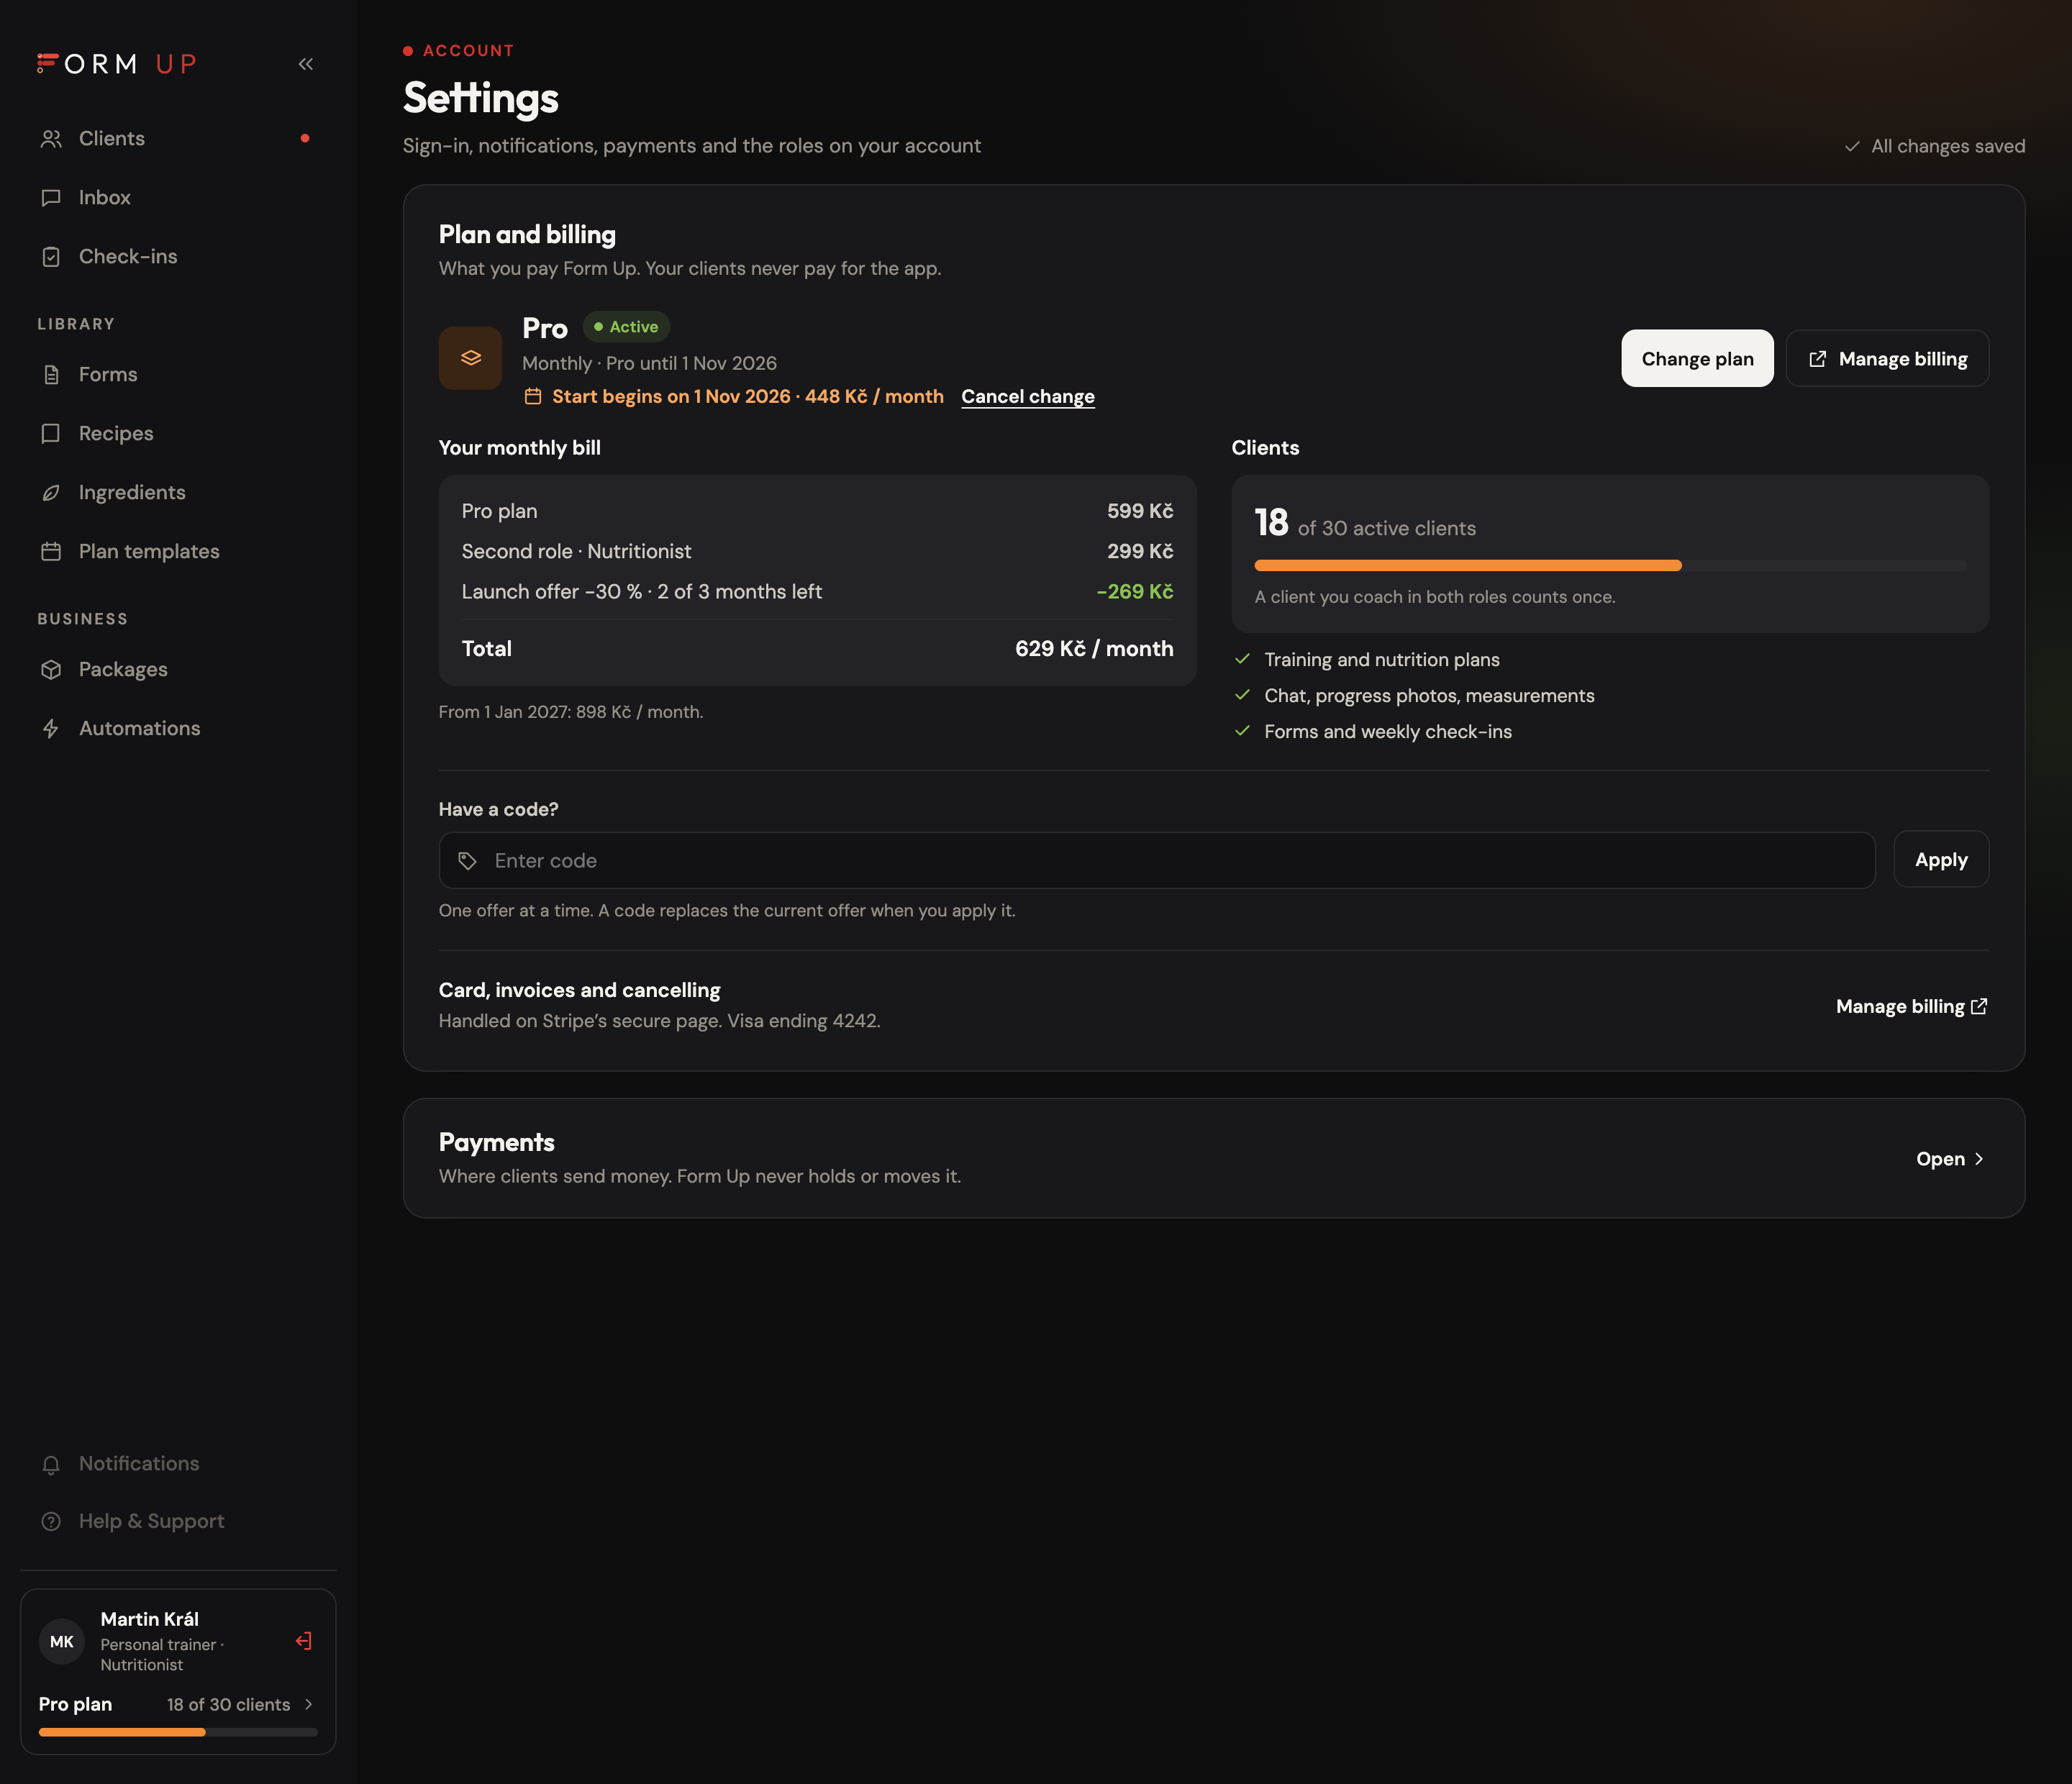 FORM UP
Clients
Inbox
Check-ins
LIBRARY
Forms
Recipes
Ingredients
Plan templates
BUSINESS
Packages
Automations
Notifications
Help & Support
MK
Martin Král
Personal trainer ·
Nutritionist
Pro plan
18 of 30 clients
ACCOUNT
Settings
Sign-in, notifications, payments and the roles on your account
All changes saved
Plan and billing
What you pay Form Up. Your clients never pay for the app.
Pro
Active
Monthly · Pro until 1 Nov 2026
Start begins on 1 Nov 2026 · 448 Kč / month
Cancel change
Change plan
Manage billing
Your monthly bill
Pro plan 599 Kč
Second role · Nutritionist 299 Kč
Launch offer −30 % · 2 of 3 months left −269 Kč
Total 629 Kč / month
From 1 Jan 2027: 898 Kč / month.
Clients
18 of 30 active clients
A client you coach in both roles counts once.
Training and nutrition plans
Chat, progress photos, measurements
Forms and weekly check-ins
Have a code?
Enter code
Apply
One offer at a time. A code replaces the current offer when you apply it.
Card, invoices and cancelling
Handled on Stripe’s secure page. Visa ending 4242.
Manage billing
Payments
Where clients send money. Form Up never holds or moves it.
Open